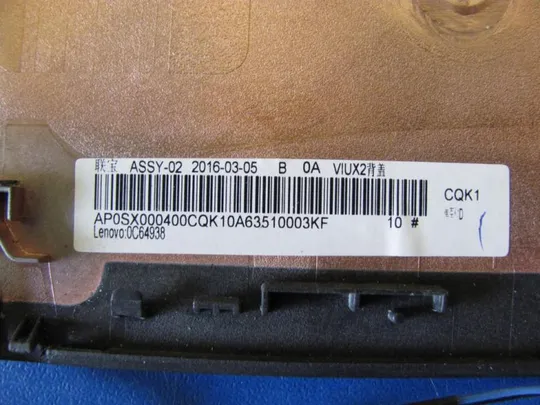 联宝 ASSY-02 2016-03-05 B 0A VIUX2背盖
CQK1
AP0SX000400CQK10A63510003KF 10 #
Lenovo:0C64938